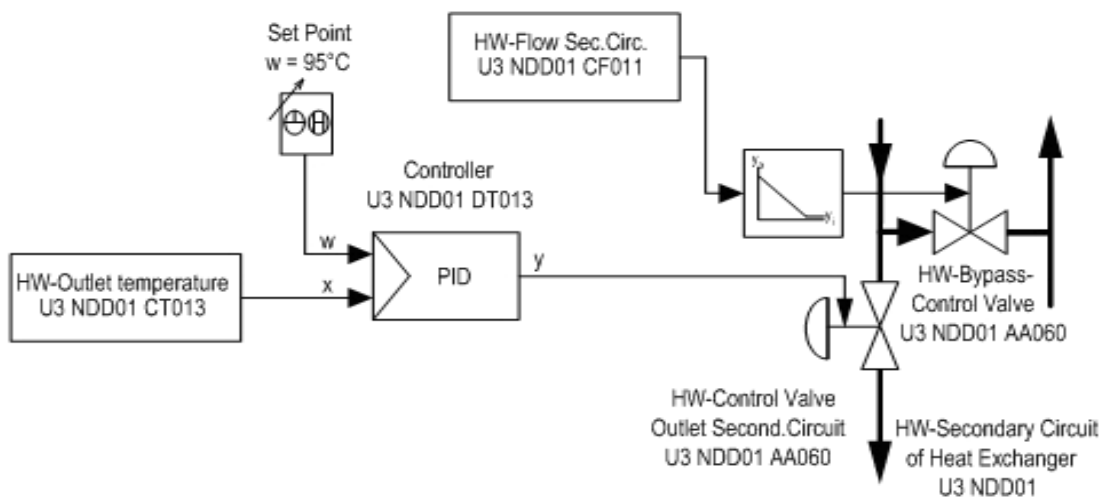 Set Point
w = 95°C
HW-Flow Sec.Circ.
U3 NDD01 CF011
Controller
U3 NDD01 DT013
w
HW-Outlet temperature
U3 NDD01 CT013
x
PID
y
HW-Bypass-
Control Valve
U3 NDD01 AA060
HW-Control Valve
Outlet Second.Circuit
U3 NDD01 AA060
HW-Secondary Circuit
of Heat Exchanger
U3 NDD01